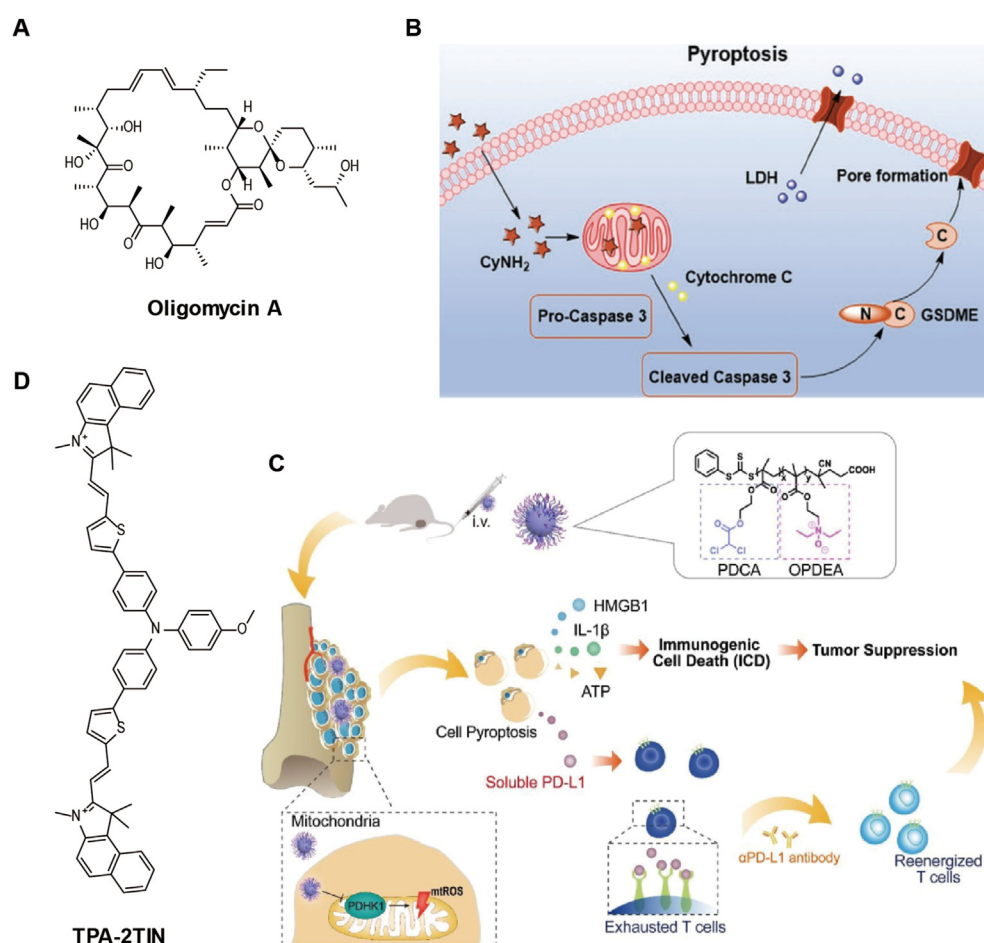 A
OH
HO
O
HO
O
HO
H
O
H
O
O
O
OH
Oligomycin A
B
Pyroptosis
LDH
Pore formation
CyNH2
Cytochrome C
C
Pro-Caspase 3
N C GSDME
Cleaved Caspase 3
D
N+
S
N
O
S
N+
TPA-2TIN
C
i.v.
S
S S x y CN COOH
O O O O
O
O Cl Cl
N⊕
O⊖
PDCA OPDEA
HMGB1
IL-1β
ATP
Immunogenic
Cell Death (ICD)
Tumor Suppression
Cell Pyroptosis
Soluble PD-L1
Mitochondria
PDHK1
mtROS
αPD-L1 antibody
Exhausted T cells
Reenergized
T cells